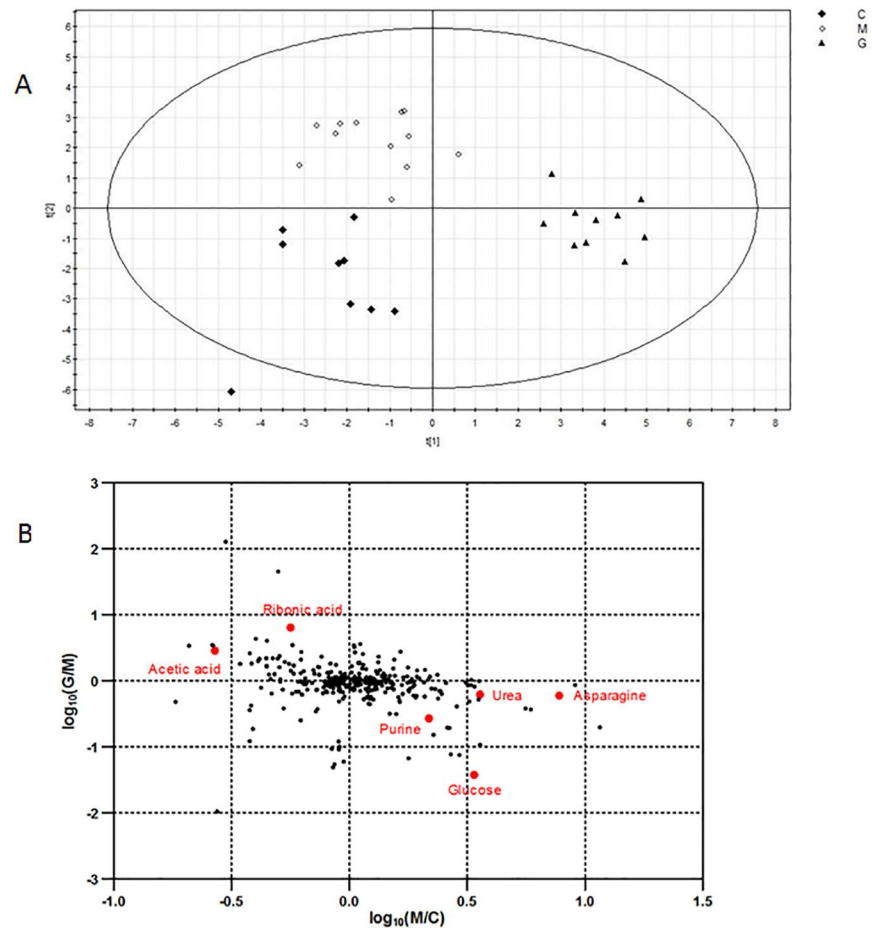 A
6
5
4
3
2
1
0
-1
-2
-3
-4
-5
-6
t[2]
-8 -7 -6 -5 -4 -3 -2 -1 0 1 2 3 4 5 6 7 8
t[1]
C
M
G
B
3
2
1
0
-1
-2
-3
log10(G/M)
Ribonic acid
Acetic acid
Urea
Asparagine
Purine
Glucose
-1.0 -0.5 0.0 0.5 1.0 1.5
log10(M/C)